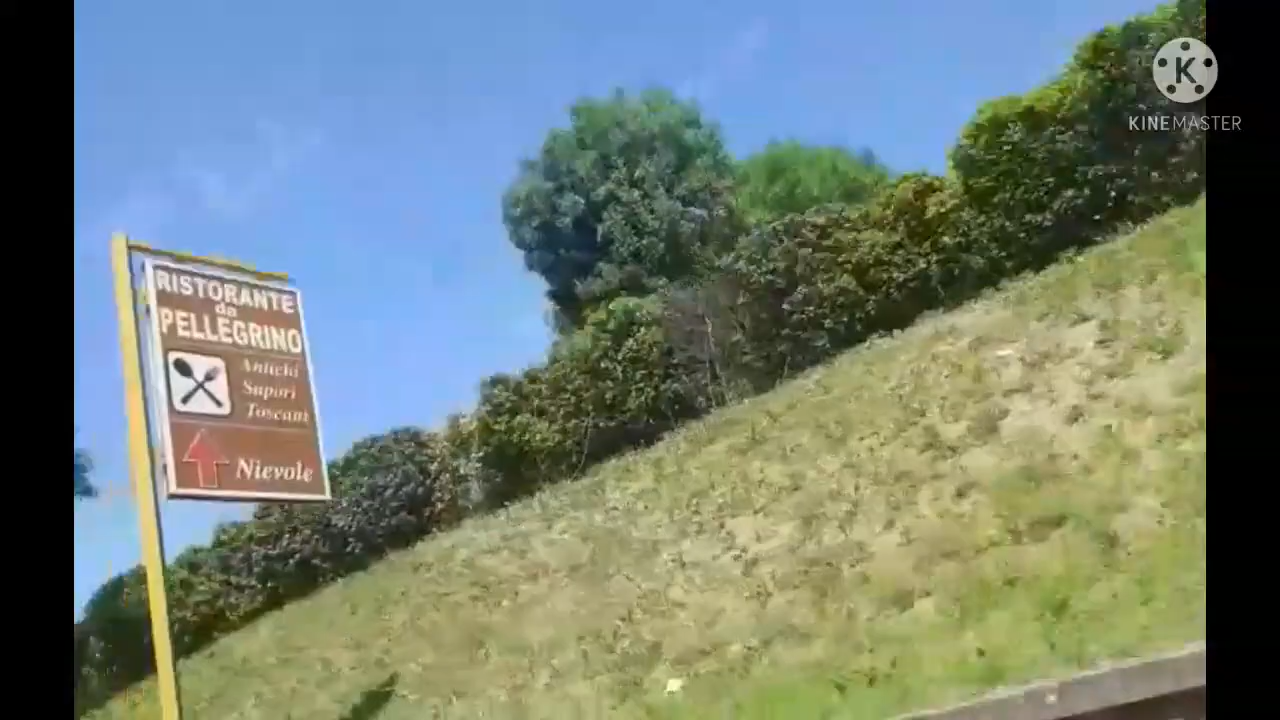 RISTORANTE
da
PELLEGRINO
Antichi
Sapori
Toscani
Nievole
KINEMASTER